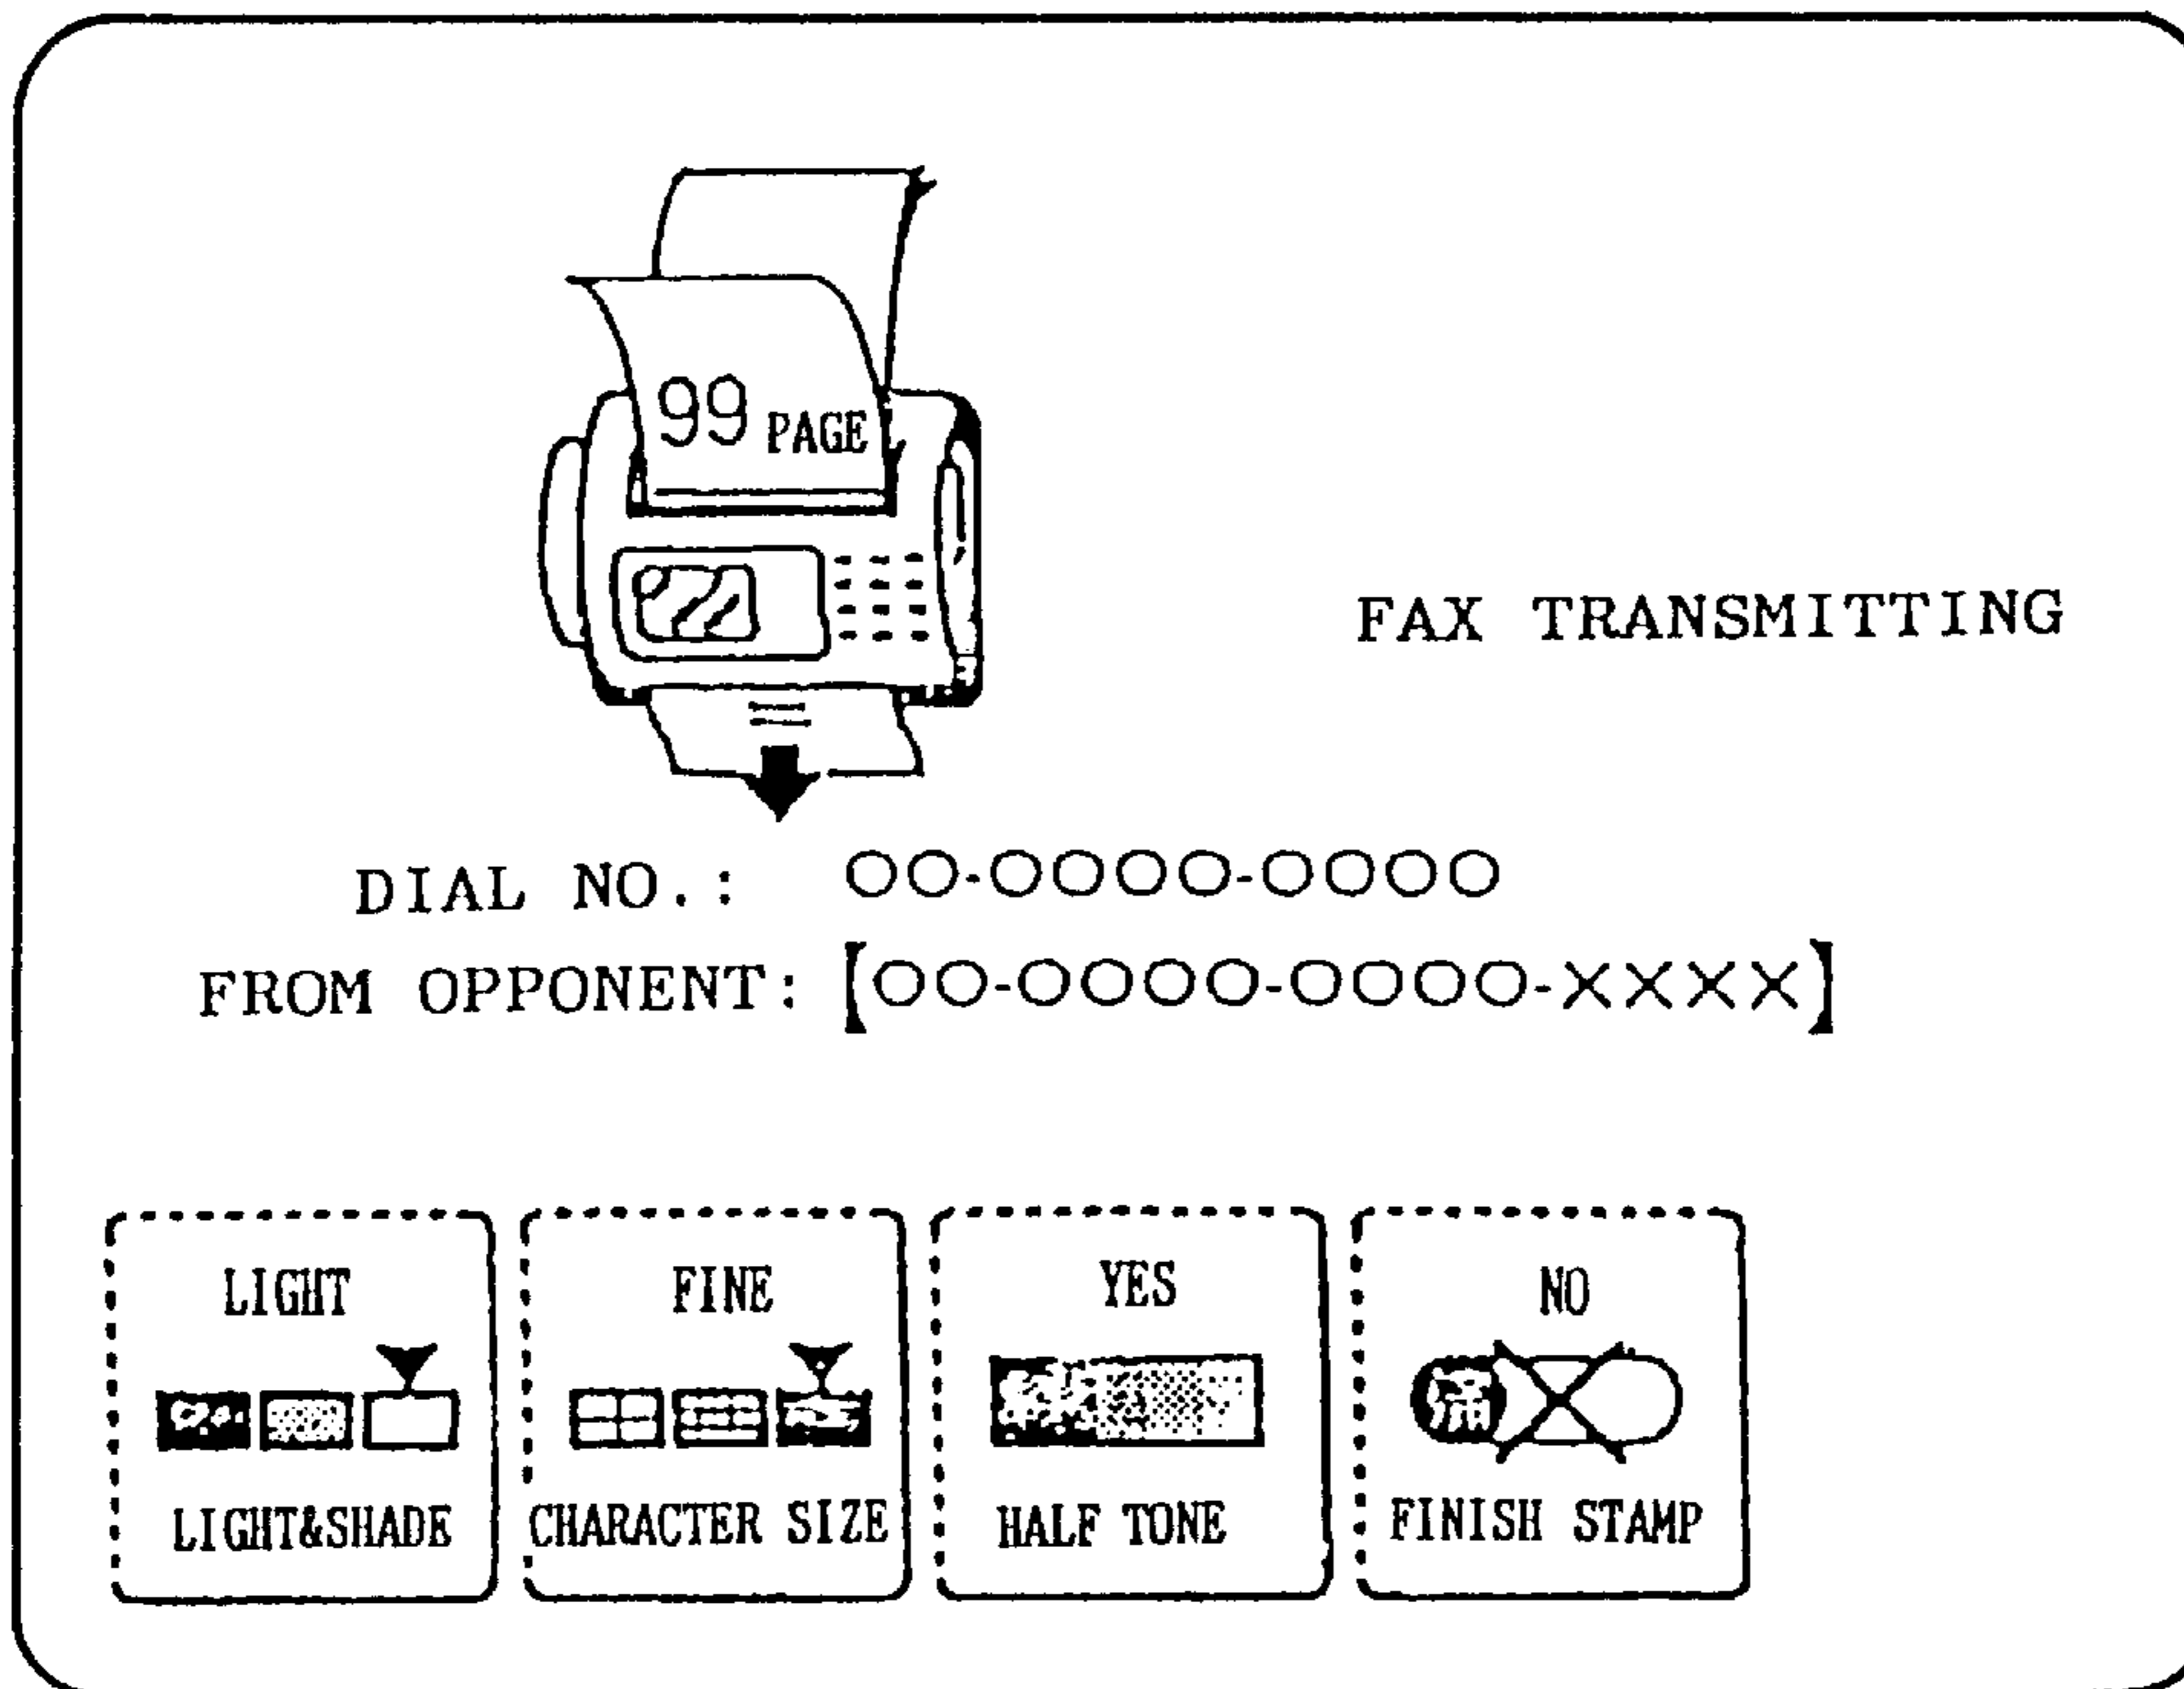 99 PAGE
FAX TRANSMITTING
DIAL NO.: OO-OOOO-OOOO
FROM OPPONENT: [OO-OOOO-OOOO-XXXX]
LIGHT
LIGHT&SHADE
FINE
CHARACTER SIZE
YES
HALF TONE
NO
FINISH STAMP